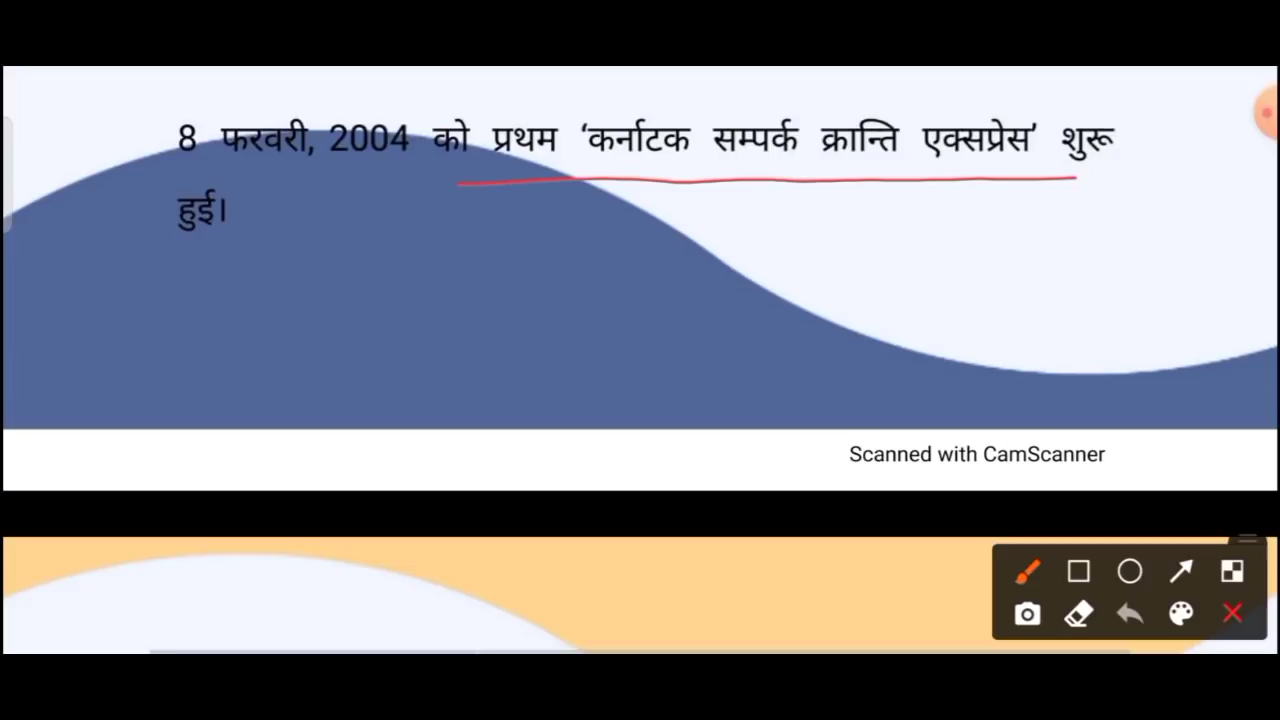 8 फरवरी, 2004 को प्रथम ‘कर्नाटक सम्पर्क क्रान्ति एक्सप्रेस’ शुरू
हुई।
Scanned with CamScanner